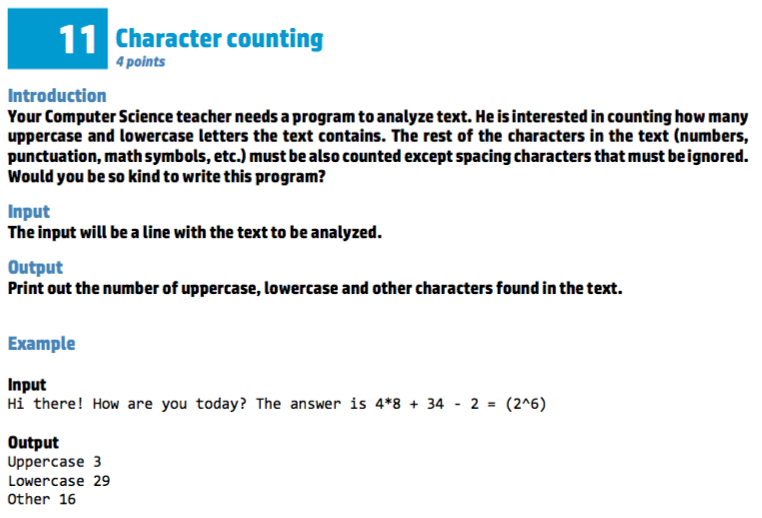 11 Character counting
4 points
Introduction
Your Computer Science teacher needs a program to analyze text. He is interested in counting how many
uppercase and lowercase letters the text contains. The rest of the characters in the text (numbers,
punctuation, math symbols, etc.) must be also counted except spacing characters that must be ignored.
Would you be so kind to write this program?
Input
The input will be a line with the text to be analyzed.
Output
Print out the number of uppercase, lowercase and other characters found in the text.
Example
Input
Hi there! How are you today? The answer is 4*8 + 34 - 2 = (2^6)
Output
Uppercase 3
Lowercase 29
Other 16